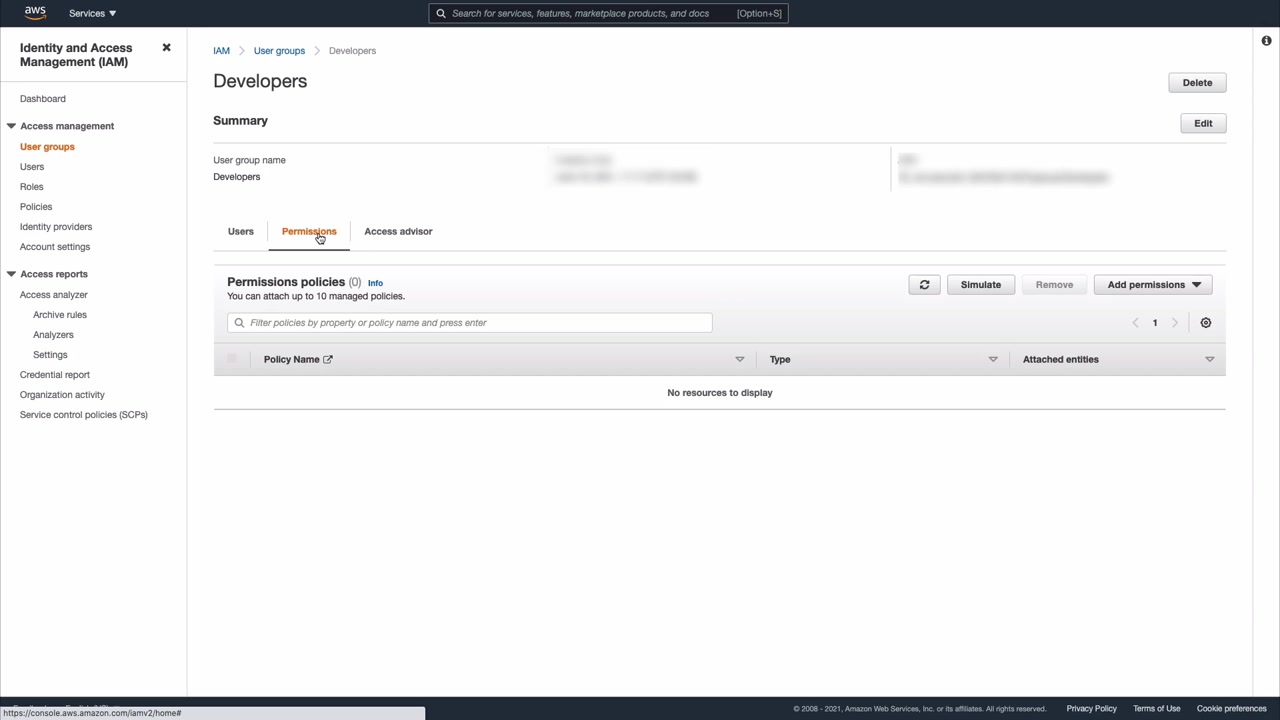 aws
Services
Search for services, features, marketplace products, and docs
[Option+S]
Identity and Access
Management (IAM)
Dashboard
Access management
User groups
Users
Roles
Policies
Identity providers
Account settings
Access reports
Access analyzer
Archive rules
Analyzers
Settings
Credential report
Organization activity
Service control policies (SCPs)
IAM > User groups > Developers
Developers
Delete
Summary
Edit
User group name
Developers
Users
Permissions
Access advisor
Permissions policies (0) Info
You can attach up to 10 managed policies.
Simulate
Remove
Add permissions
Filter policies by property or policy name and press enter
1
Policy Name
Type
Attached entities
No resources to display
https://console.aws.amazon.com/iamv2/home#
© 2008 - 2021, Amazon Web Services, Inc. or its affiliates. All rights reserved.
Privacy Policy
Terms of Use
Cookie preferences